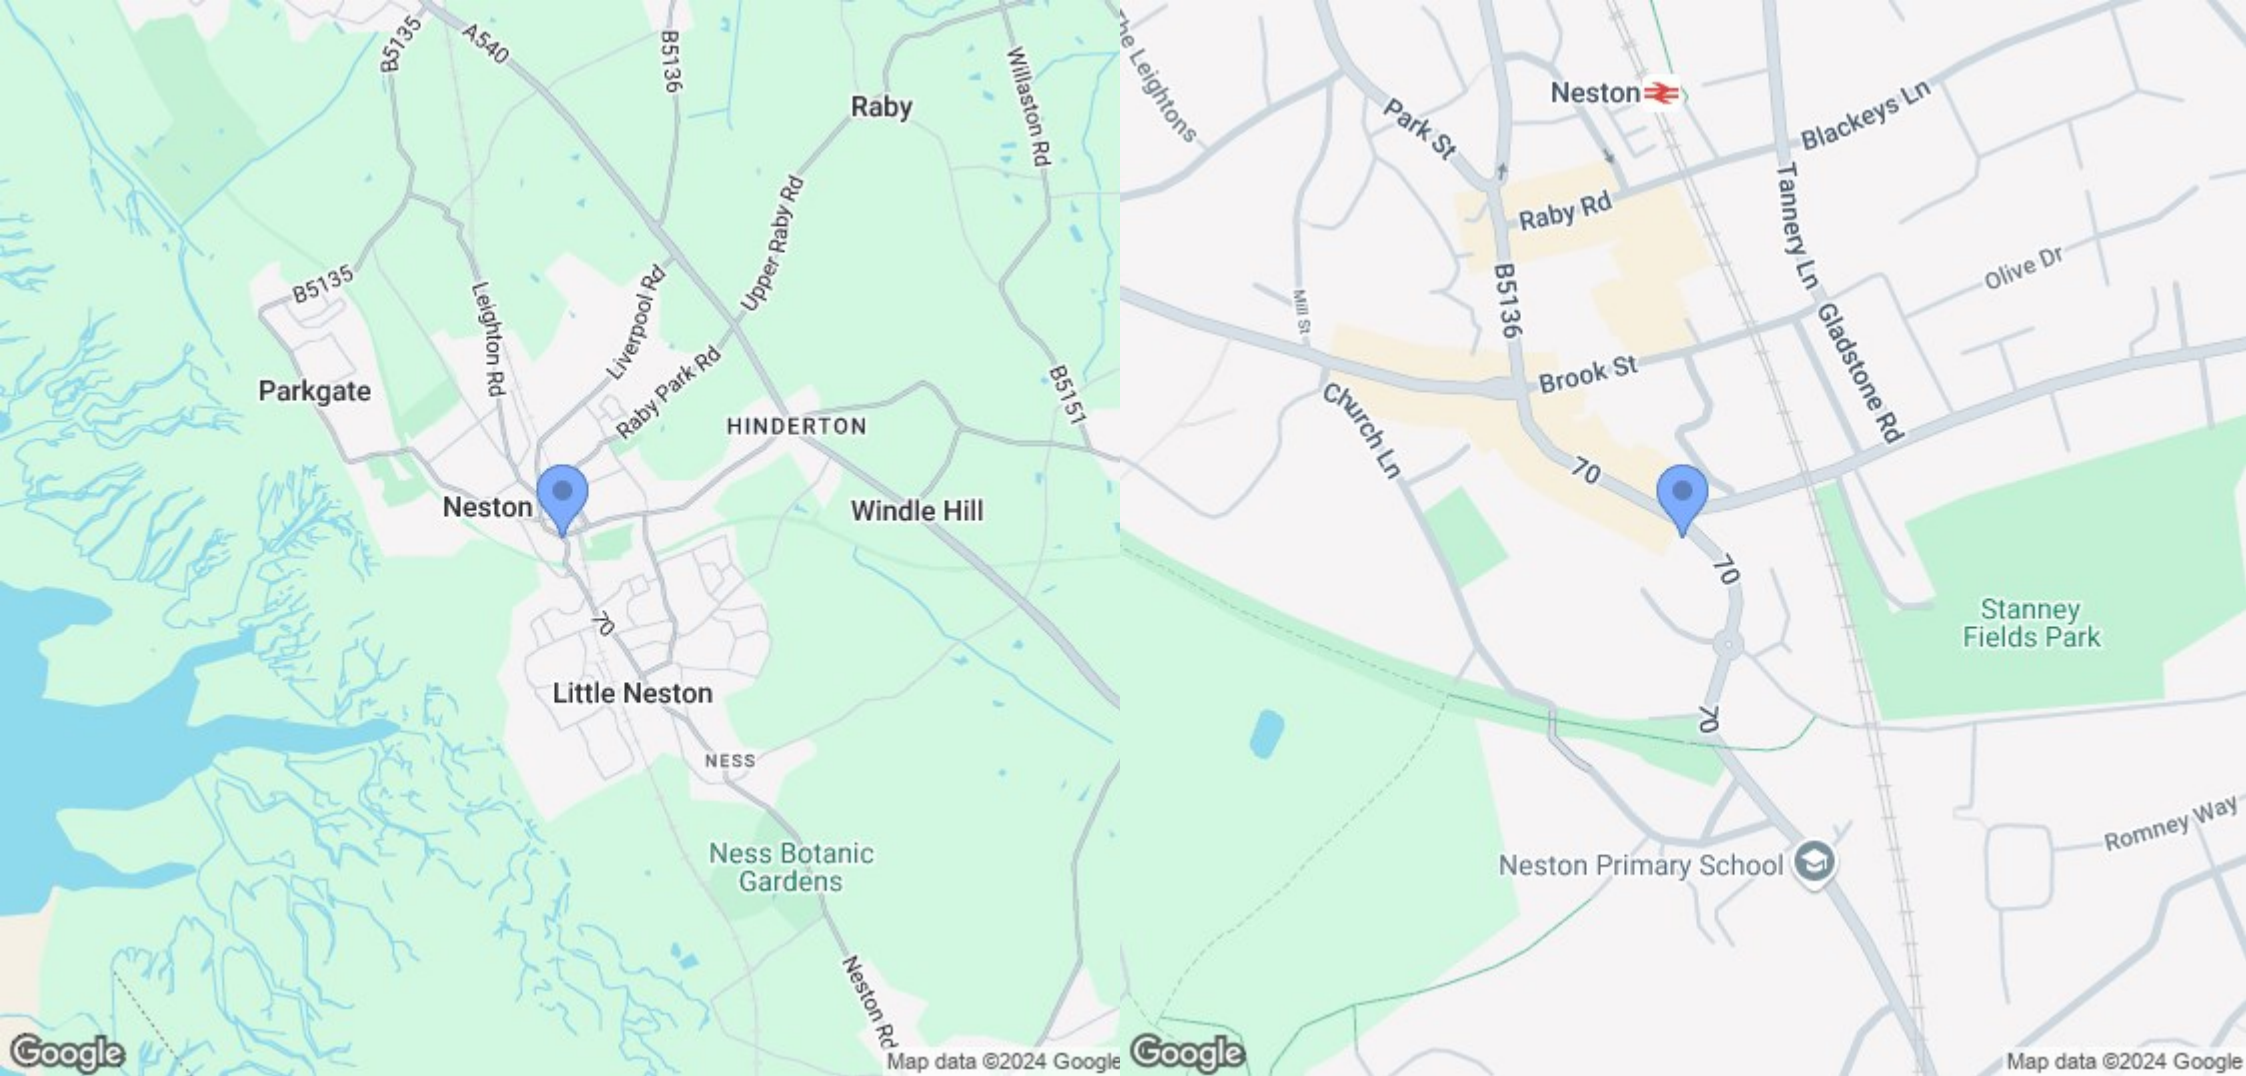 B5135
A540
B5136
Willaston Rd
Raby
Upper Raby Rd
B5135
Leighton Rd
Liverpool Rd
Raby Park Rd
B5151
Parkgate
HINDERTON
Neston
Windle Hill
70
Little Neston
NESS
Ness Botanic
Gardens
Neston Rd
Google
Map data ©2024 Google
The Leightons
Park St
Neston
Blackeys Ln
Raby Rd
Tannery Ln
B5136
Mill St
Olive Dr
Gladstone Rd
Brook St
Church Ln
70
70
Stanney
Fields Park
70
Romney Way
Neston Primary School
Google
Map data ©2024 Google